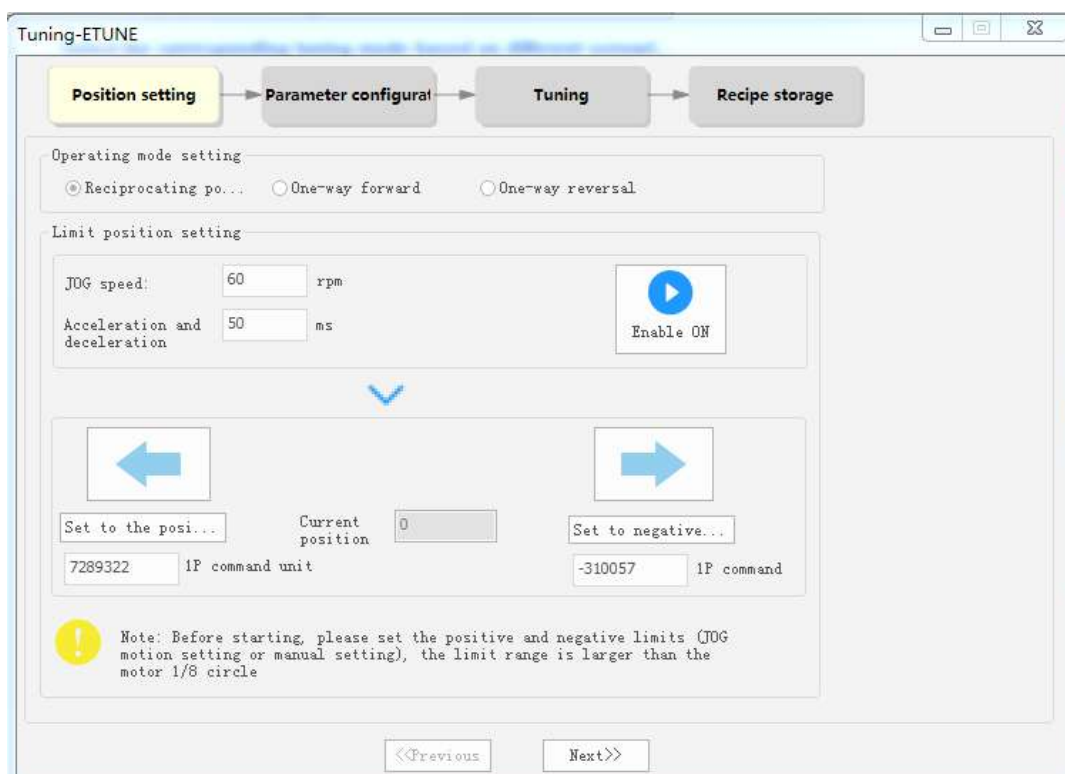 Tuning-ETUNE
Position setting
Parameter configurat
Tuning
Recipe storage
Operating mode setting
Reciprocating po...
One-way forward
One-way reversal
Limit position setting
JOG speed:
60
rpm
Acceleration and
deceleration
50
ms
Enable ON
Set to the posi...
Current
position
0
Set to negative...
7289322
1P command unit
-310057
1P command
Note: Before starting, please set the positive and negative limits (JOG
motion setting or manual setting), the limit range is larger than the
motor 1/8 circle
<<Previous
Next>>